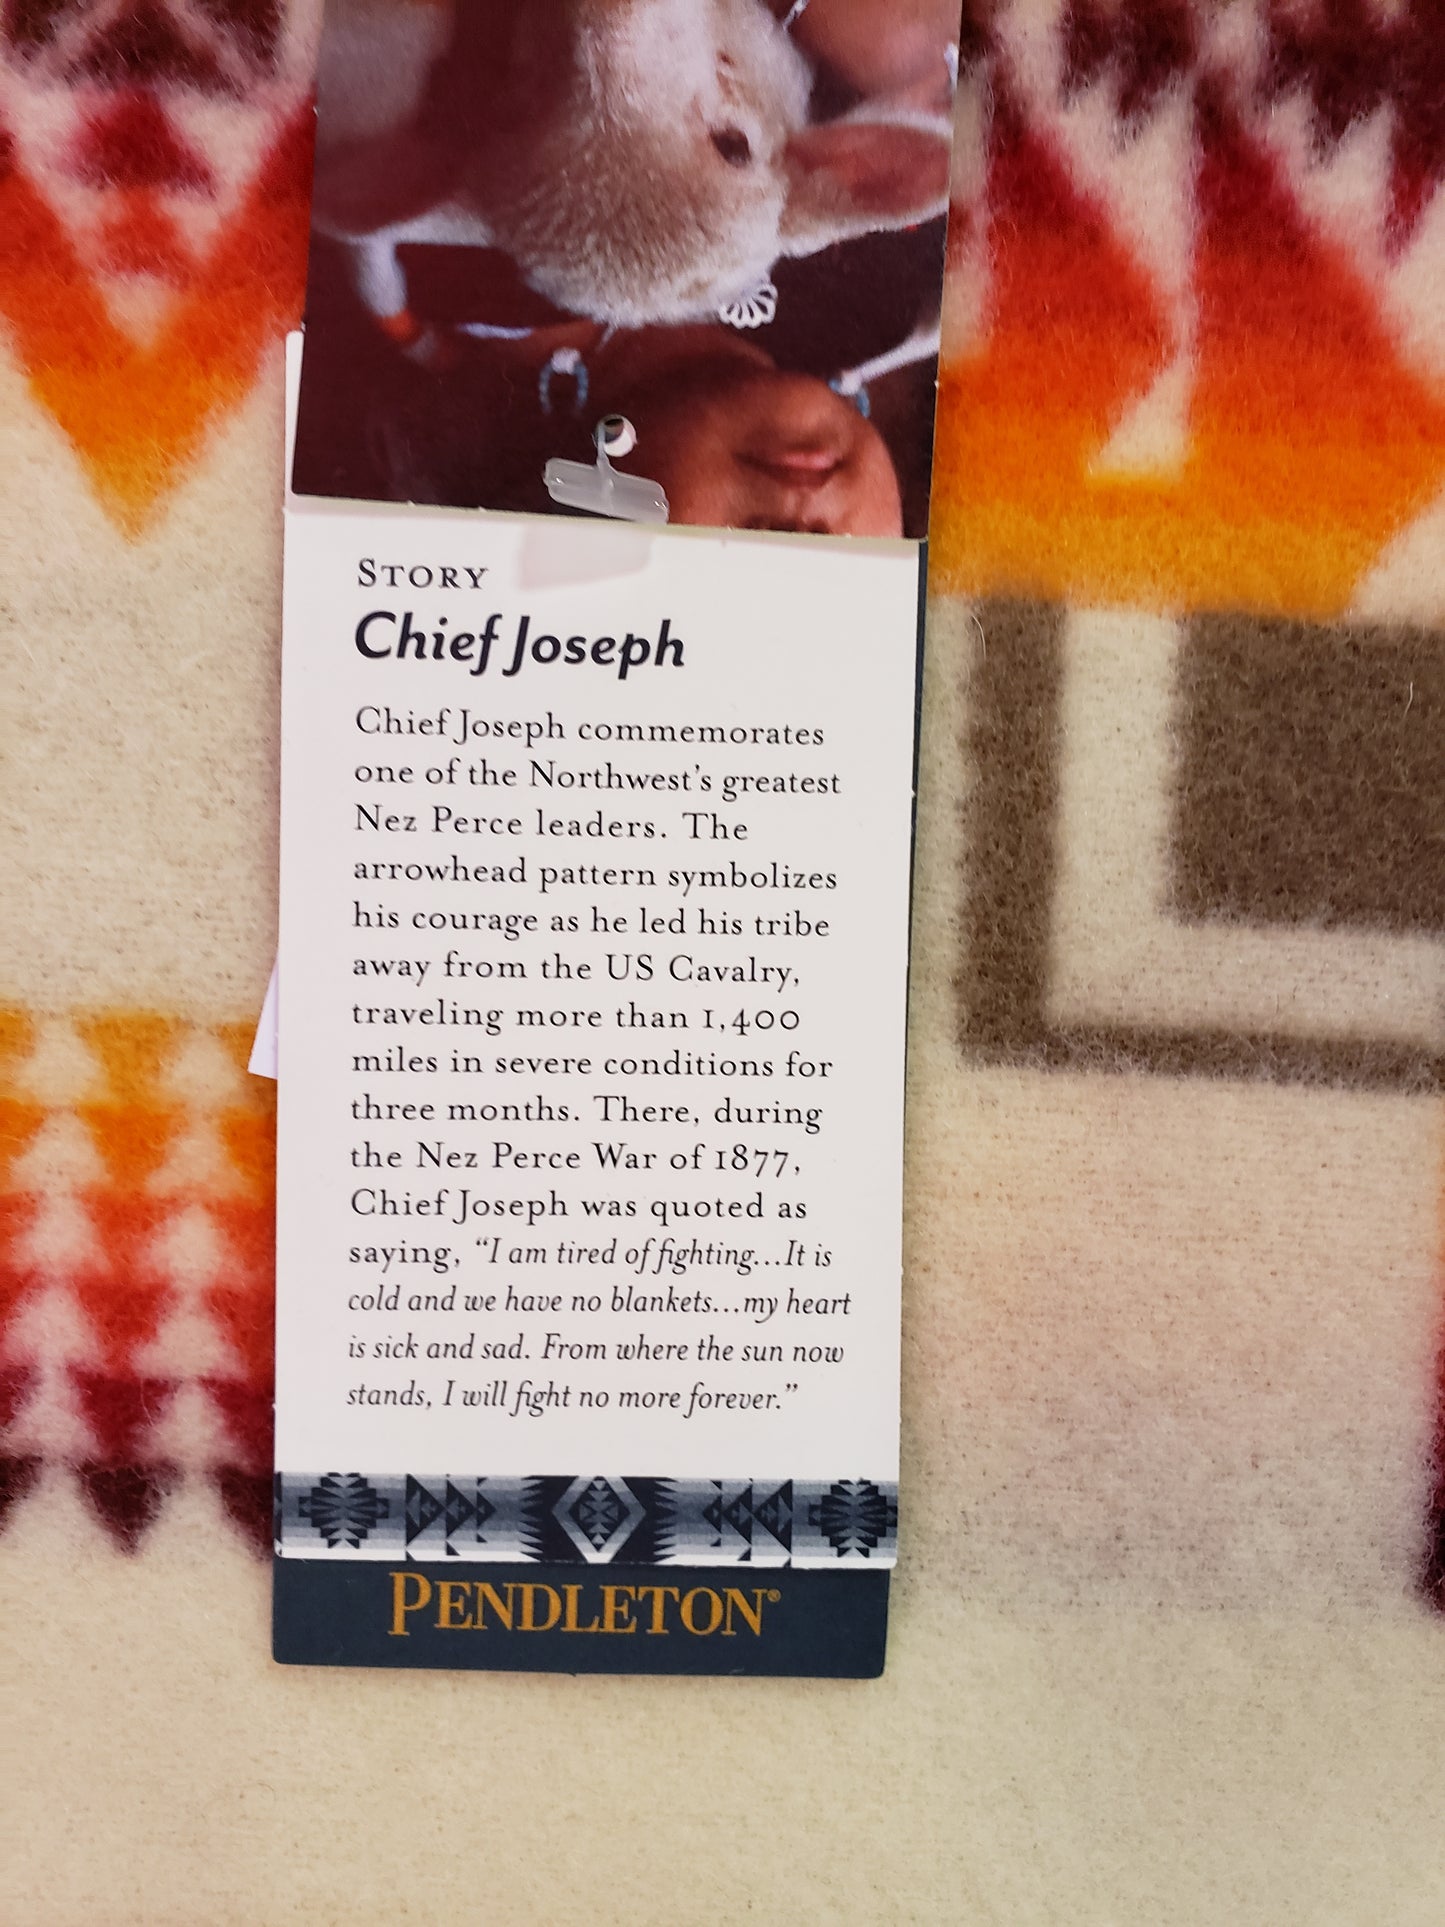 STORY
Chief Joseph
Chief Joseph commemorates
one of the Northwest's greatest
Nez Perce leaders. The
arrowhead pattern symbolizes
his courage as he led his tribe
away from the US Cavalry,
traveling more than 1,400
miles in severe conditions for
three months. There, during
the Nez Perce War of 1877,
Chief Joseph was quoted as
saying, “I am tired of fighting...It is
cold and we have no blankets...my heart
is sick and sad. From where the sun now
stands, I will fight no more forever.”
PENDLETON®